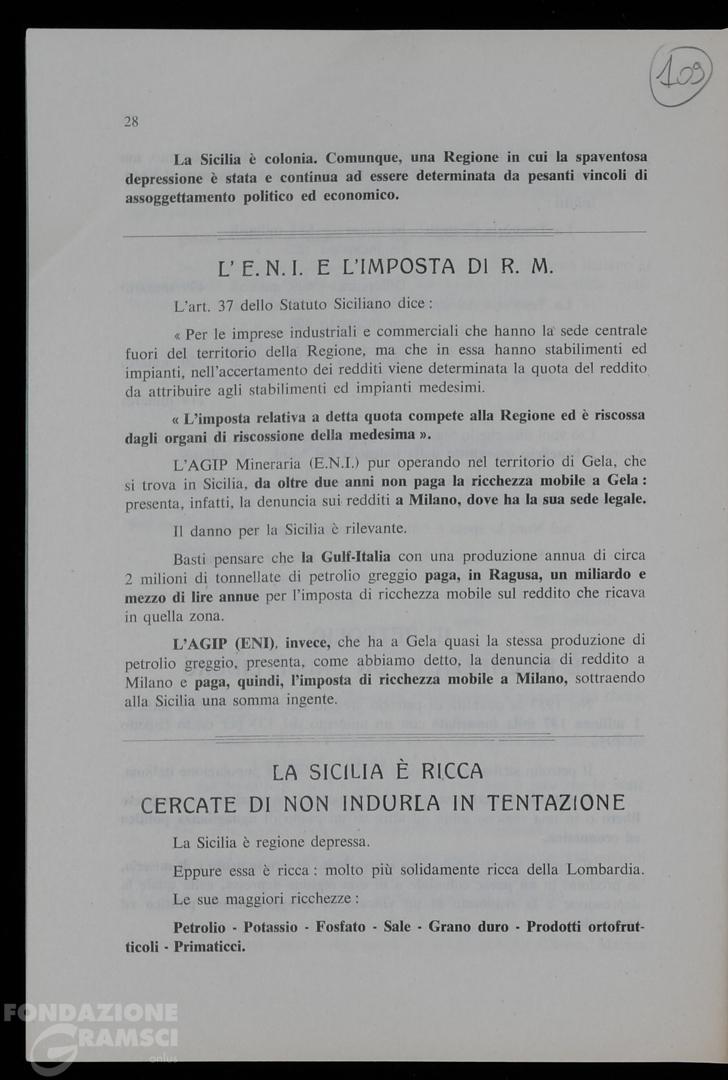 109
28
La Sicilia è colonia. Comunque, una Regione in cui la spaventosa
depressione è stata e continua ad essere determinata da pesanti vincoli di
assoggettamento politico ed economico.
L' E. N. I. E L'IMPOSTA DI R. M.
L'art. 37 dello Statuto Siciliano dice :
« Per le imprese industriali e commerciali che hanno la sede centrale
fuori del territorio della Regione, ma che in essa hanno stabilimenti ed
impianti, nell'accertamento dei redditi viene determinata la quota del reddito
da attribuire agli stabilimenti ed impianti medesimi.
« L'imposta relativa a detta quota compete alla Regione ed è riscossa
dagli organi di riscossione della medesima ».
L'AGIP Mineraria (E.N.I.) pur operando nel territorio di Gela, che
si trova in Sicilia, da oltre due anni non paga la ricchezza mobile a Gela :
presenta, infatti, la denuncia sui redditi a Milano, dove ha la sua sede legale.
Il danno per la Sicilia è rilevante.
Basti pensare che la Gulf-Italia con una produzione annua di circa
2 milioni di tonnellate di petrolio greggio paga, in Ragusa, un miliardo e
mezzo di lire annue per l'imposta di ricchezza mobile sul reddito che ricava
in quella zona.
L'AGIP (ENI), invece, che ha a Gela quasi la stessa produzione di
petrolio greggio, presenta, come abbiamo detto, la denuncia di reddito a
Milano e paga, quindi, l'imposta di ricchezza mobile a Milano, sottraendo
alla Sicilia una somma ingente.
LA SICILIA È RICCA
CERCATE DI NON INDURLA IN TENTAZIONE
La Sicilia è regione depressa.
Eppure essa è ricca : molto più solidamente ricca della Lombardia.
Le sue maggiori ricchezze :
Petrolio - Potassio - Fosfato - Sale - Grano duro - Prodotti ortofrut-
ticoli - Primaticci.
FONDAZIONE
GRAMSCI
onlus